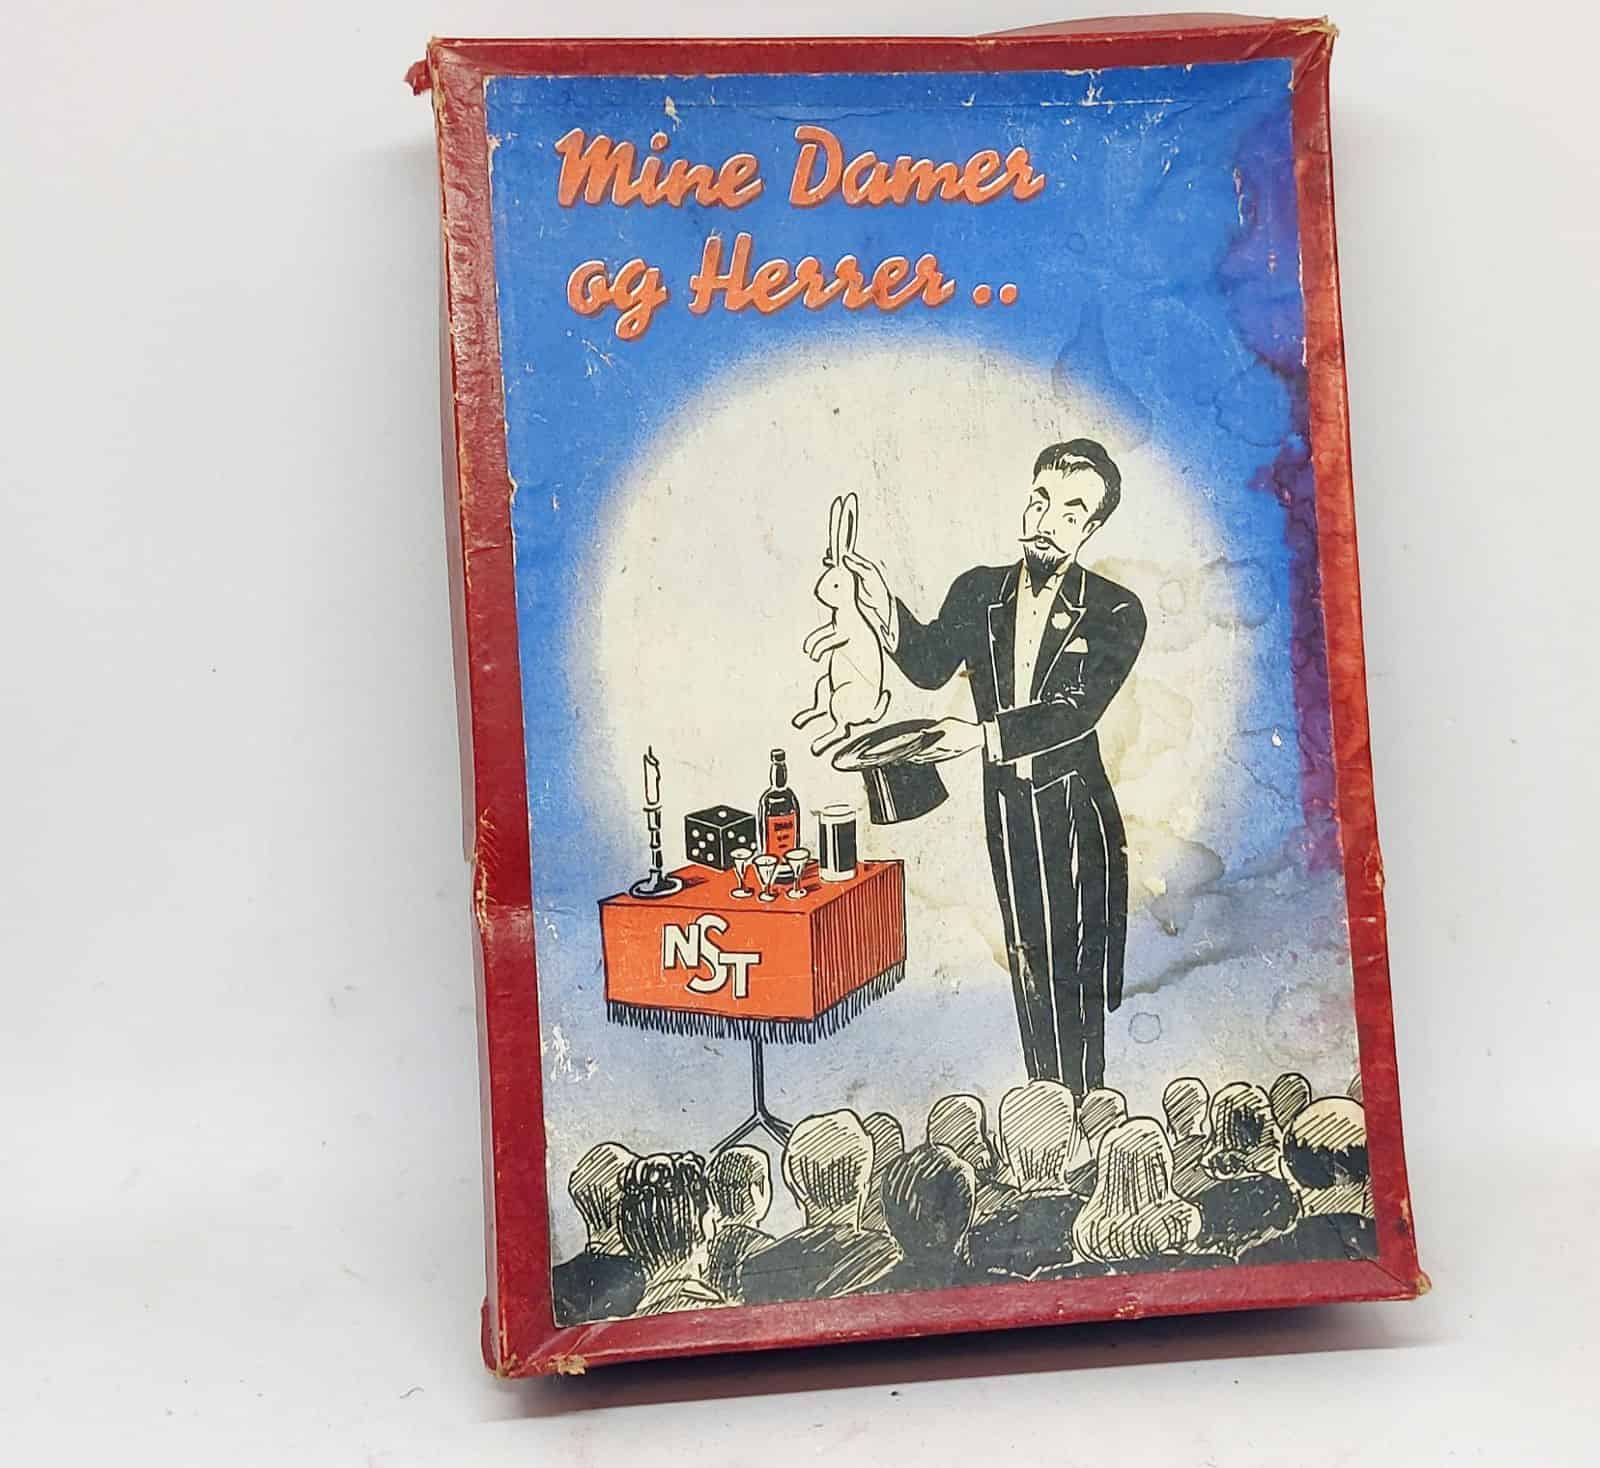 Mine Damer
og Herrer..
NST